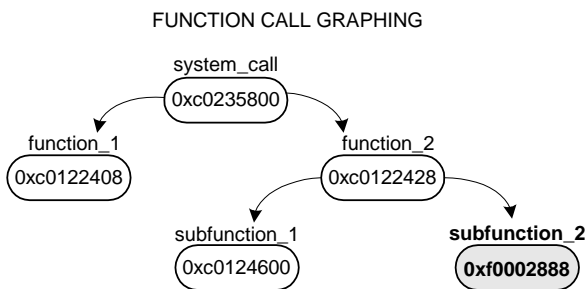 FUNCTION CALL GRAPHING
system_call
0xc0235800
function_1
function_2
0xc0122408
0xc0122428
subfunction_1
subfunction_2
0xc0124600
0xf0002888